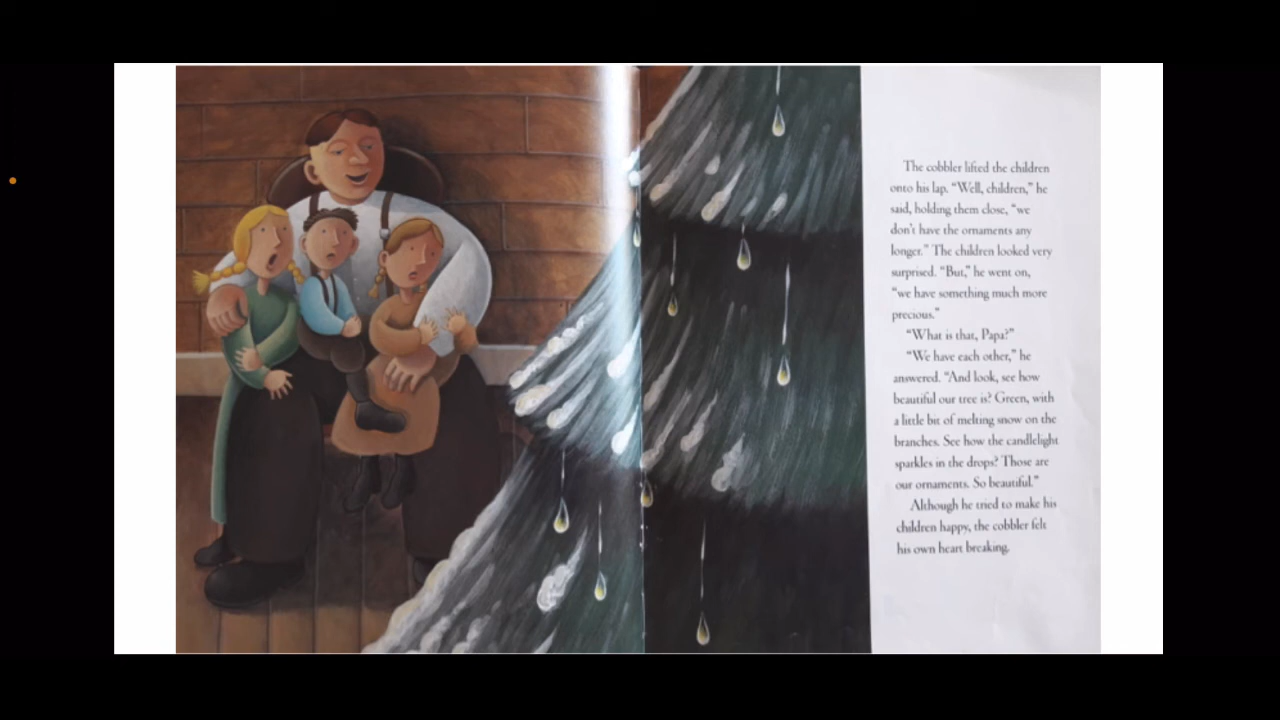 The cobbler lifted the children
onto his lap. “Well, children,” he
said, holding them close, “we
don’t have the ornaments any
longer.” The children looked very
surprised. “But,” he went on,
“we have something much more
precious.”
“What is that, Papa?”
“We have each other,” he
answered. “And look, see how
beautiful our tree is? Green, with
a little bit of melting snow on the
branches. See how the candlelight
sparkles in the drops? Those are
our ornaments. So beautiful.”
Although he tried to make his
children happy, the cobbler felt
his own heart breaking.